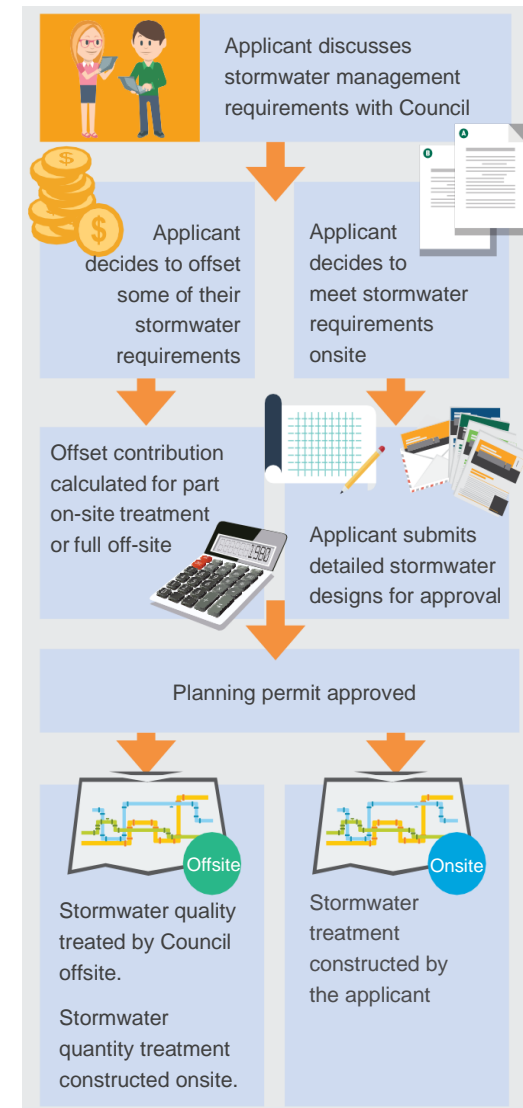 Applicant discusses
stormwater management
requirements with Council
B
A
$
$
Applicant
decides to offset
some of their
stormwater
requirements
Applicant
decides to
meet stormwater
requirements
onsite
Offset contribution
calculated for part
on-site treatment
or full off-site
1980
Applicant submits
detailed stormwater
designs for approval
Planning permit approved
Offsite
Stormwater quality
treated by Council
offsite.
Stormwater
quantity treatment
constructed onsite.
Onsite
Stormwater
treatment
constructed by
the applicant